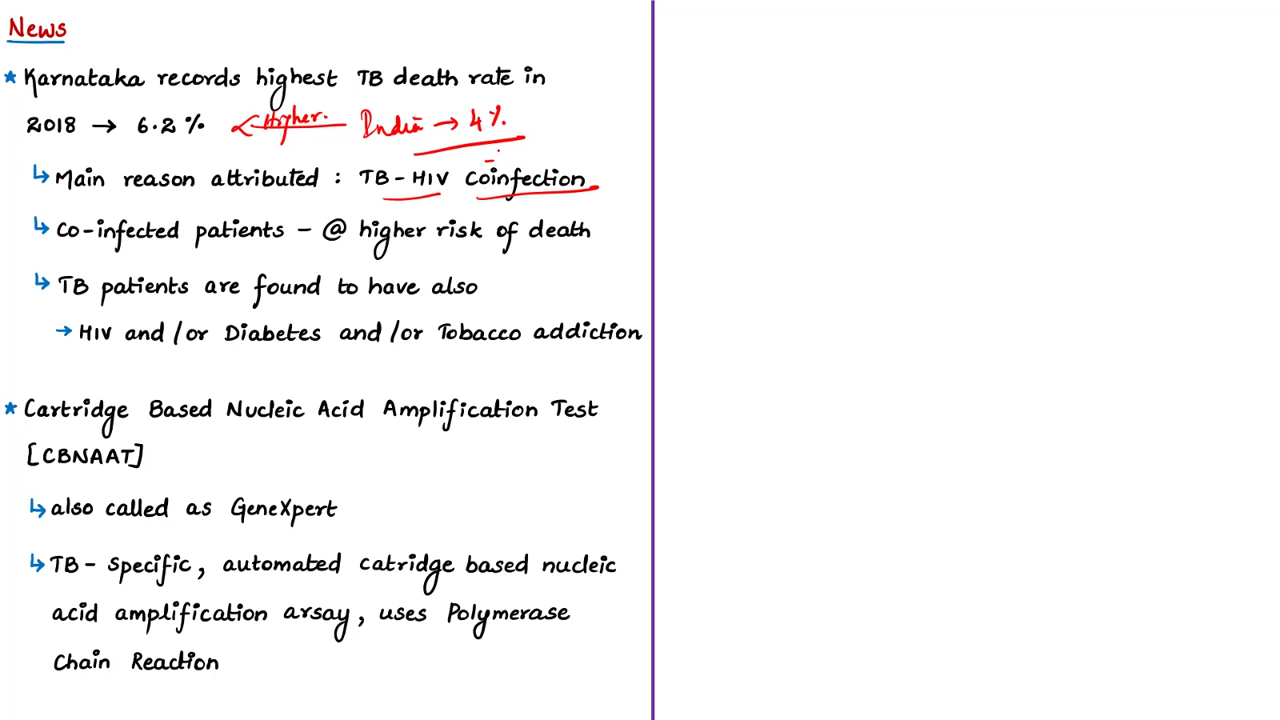 News
* Karnataka records highest TB death rate in
2018 → 6.2 % <Higher. India → 4%
↳ Main reason attributed : TB - HIV Coinfection
↳ Co-infected patients - @ higher risk of death
↳ TB patients are found to have also
→ HIV and /or Diabetes and /or Tobacco addiction
* Cartridge Based Nucleic Acid Amplification Test
[CBNAAT]
↳ also called as GeneXpert
↳ TB - specific, automated catridge based nucleic
acid amplification arsay, uses Polymerase
Chain Reaction